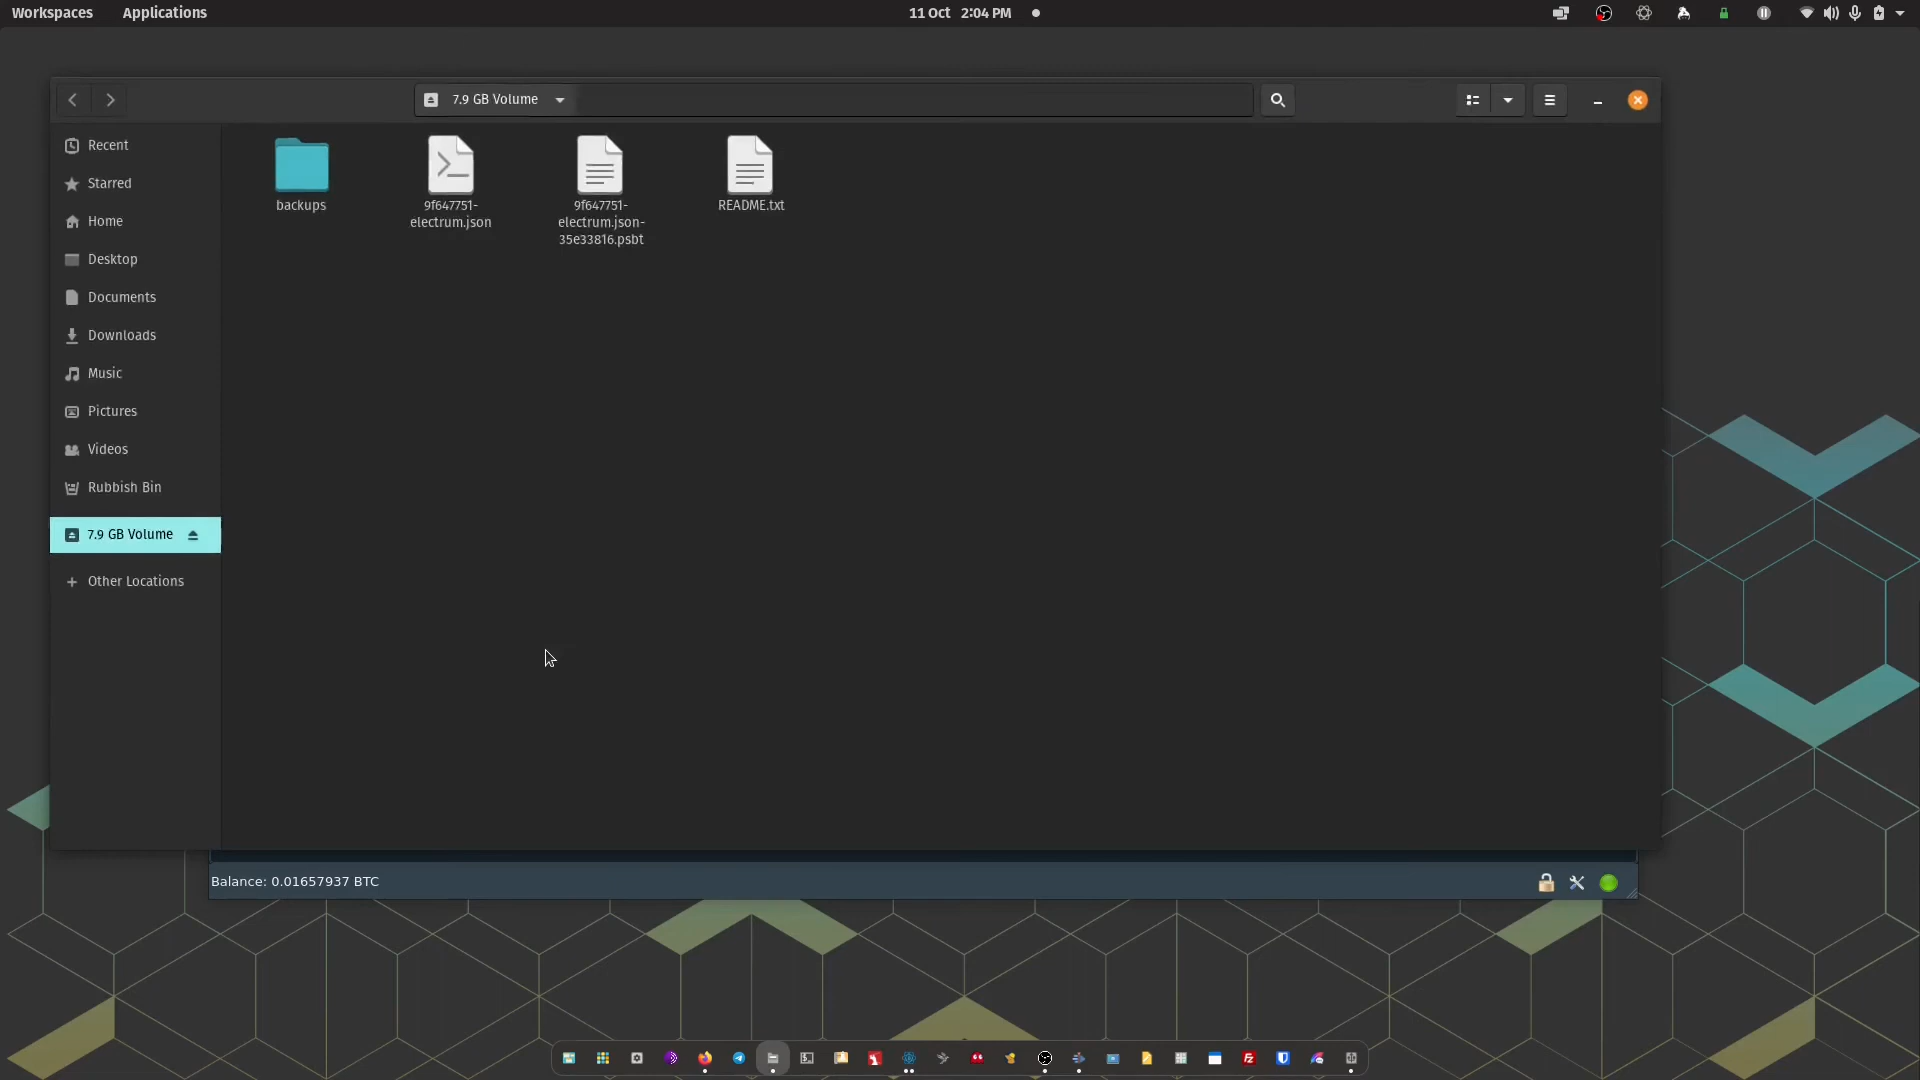 Workspaces Applications 11 Oct 2:04 PM
7.9 GB Volume
Recent
Starred
Home
Desktop
Documents
Downloads
Music
Pictures
Videos
Rubbish Bin
7.9 GB Volume
Other Locations
backups
9f647751-
electrum.json
9f647751-
electrum.json-
35e33816.psbt
README.txt
Balance: 0.01657937 BTC